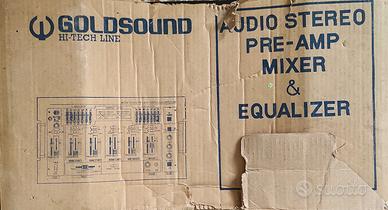 GOLDSOUND
HI-TECH LINE
AUDIO STEREO
PRE-AMP
MIXER
&
EQUALIZER
subito